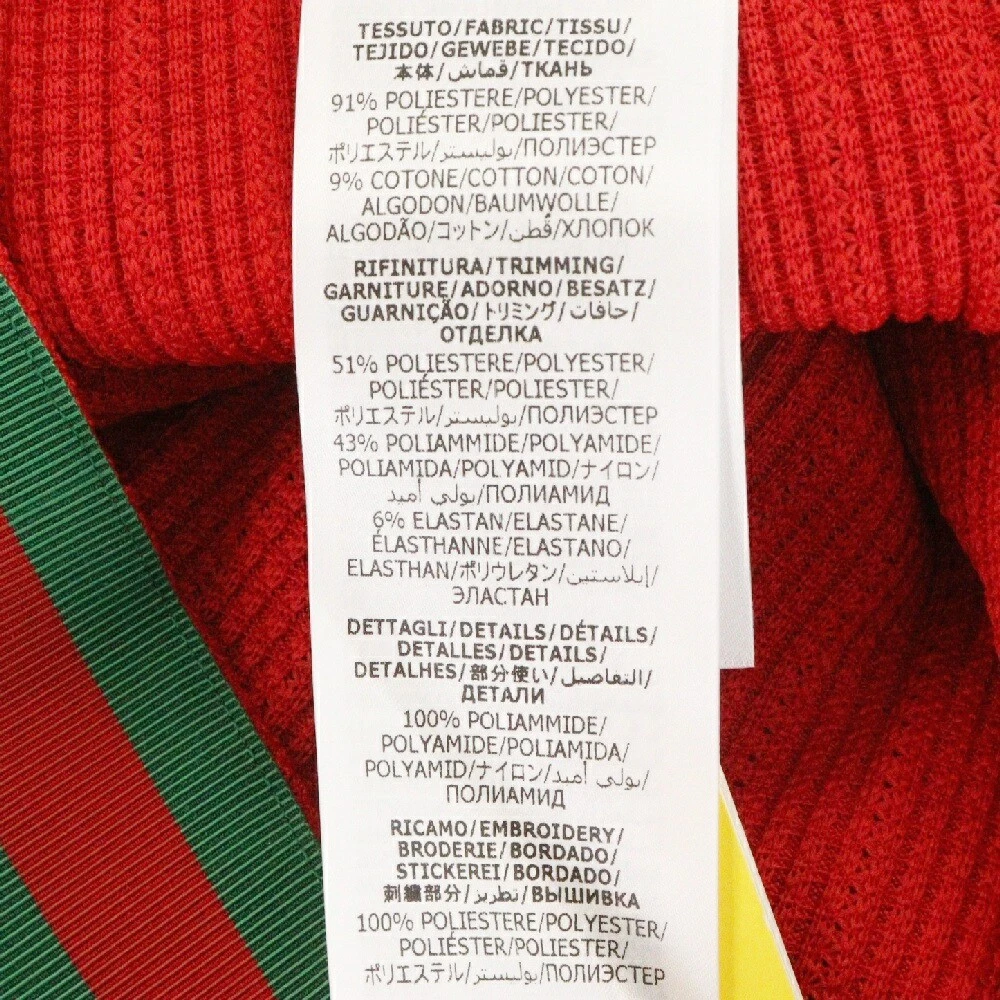 TESSUTO/FABRIC/TISSU/
TEJIDO/GEWEBE/TECIDO/
本体/قماش/ТКАНЬ
91% POLIESTERE/POLYESTER/
POLIÉSTER/POLIESTER/
ポリエステル/بوليستر/ПОЛИЭСТЕР
9% COTONE/COTTON/COTON/
ALGODON/BAUMWOLLE/
ALGODÃO/コットン/قطن/ХЛОПОК
RIFINITURA/TRIMMING/
GARNITURE/ADORNO/BESATZ/
GUARNIÇÃO/トリミング/حافات/
ОТДЕЛКА
51% POLIESTERE/POLYESTER/
POLIÉSTER/POLIESTER/
ポリエステル/بوليستر/ПОЛИЭСТЕР
43% POLIAMMIDE/POLYAMIDE/
POLIAMIDA/POLYAMID/ナイロン/
بولي أميد/ПОЛИАМИД
6% ELASTAN/ELASTANE/
ÉLASTHANNE/ELASTANO/
ELASTHAN/ポリウレタン/إيلاستين/
ЭЛАСТАН
DETTAGLI/DETAILS/DÉTAILS/
DETALLES/DETAILS/
DETALHES/部分使い/التفاصيل/
ДЕТАЛИ
100% POLIAMMIDE/
POLYAMIDE/POLIAMIDA/
POLYAMID/ナイロン/بولي أميد/
ПОЛИАМИД
RICAMO/EMBROIDERY/
BRODERIE/BORDADO/
STICKEREI/BORDADO/
刺繍部分/تطريز/ВЫШИВКА
100% POLIESTERE/POLYESTER/
POLIÉSTER/POLIESTER/
ポリエステル/بوليستر/ПОЛИЭСТЕР